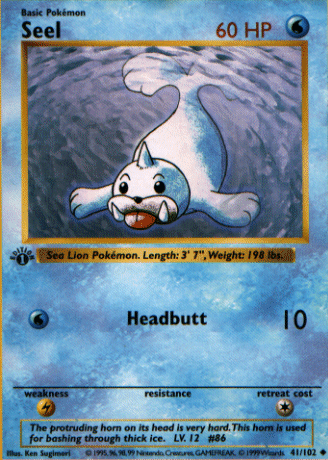 Basic Pokémon
Seel 60 HP
EDITION 1
Sea Lion Pokémon. Length: 3' 7", Weight: 198 lbs.
Headbutt 10
weakness resistance retreat cost
The protruding horn on its head is very hard. This horn is used
for bashing through thick ice. LV. 12 #86
Illus. Ken Sugimori © 1995, 96, 98, 99 Nintendo, Creatures, GAMEFREAK. © 1999 Wizards. 41/102